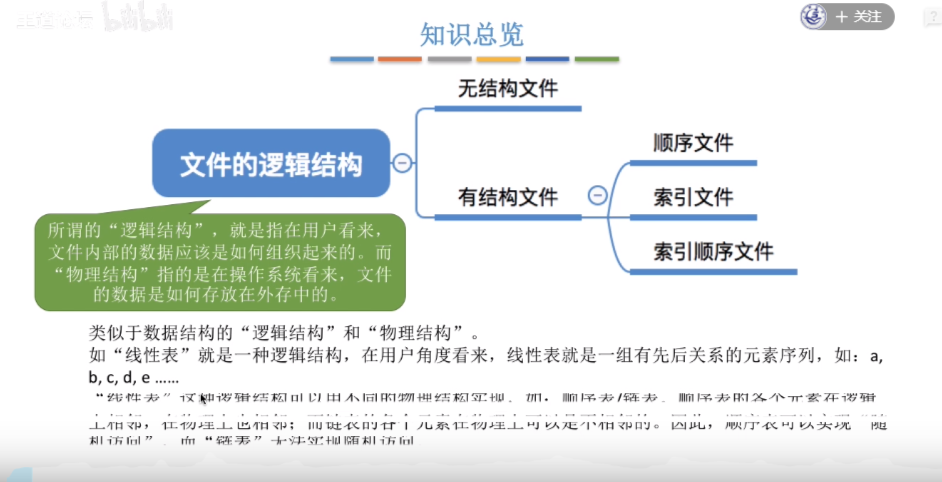 bilibili
+ 关注
知识总览
无结构文件
文件的逻辑结构
有结构文件
顺序文件
索引文件
索引顺序文件
所谓的“逻辑结构”，就是指在用户看来，
文件内部的数据应该是如何组织起来的。而
“物理结构”指的是在操作系统看来，文件
的数据是如何存放在外存中的。
类似于数据结构的“逻辑结构”和“物理结构”。
如“线性表”就是一种逻辑结构，在用户角度看来，线性表就是一组有先后关系的元素序列，如：a,
b, c, d, e ……
“线性表”这种逻辑结构可以用不同的物理结构实现，如：顺序表/链表。顺序表的各个元素在逻辑
上相邻，在物理上也相邻；而链表的各个元素在物理上可以是不相邻的。因此，顺序表可以实现“随
机访问”，而“链表”无法实现随机访问